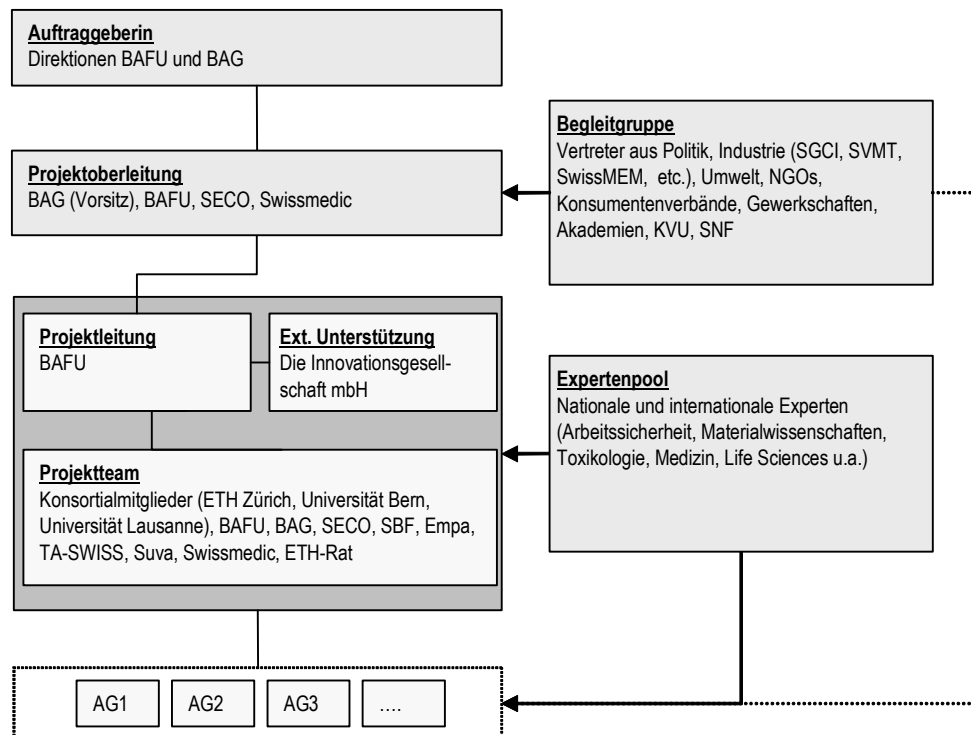 Auftraggeberin
Direktionen BAFU und BAG
Projektoberleitung
BAG (Vorsitz), BAFU, SECO, Swissmedic
Begleitgruppe
Vertreter aus Politik, Industrie (SGCI, SVMT,
SwissMEM, etc.), Umwelt, NGOs,
Konsumentenverbände, Gewerkschaften,
Akademien, KVU, SNF
Projektleitung
BAFU
Ext. Unterstützung
Die Innovationsgesell-
schaft mbH
Expertenpool
Nationale und internationale Experten
(Arbeitssicherheit, Materialwissenschaften,
Toxikologie, Medizin, Life Sciences u.a.)
Projektteam
Konsortialmitglieder (ETH Zürich, Universität Bern,
Universität Lausanne), BAFU, BAG, SECO, SBF, Empa,
TA-SWISS, Suva, Swissmedic, ETH-Rat
AG1
AG2
AG3
….